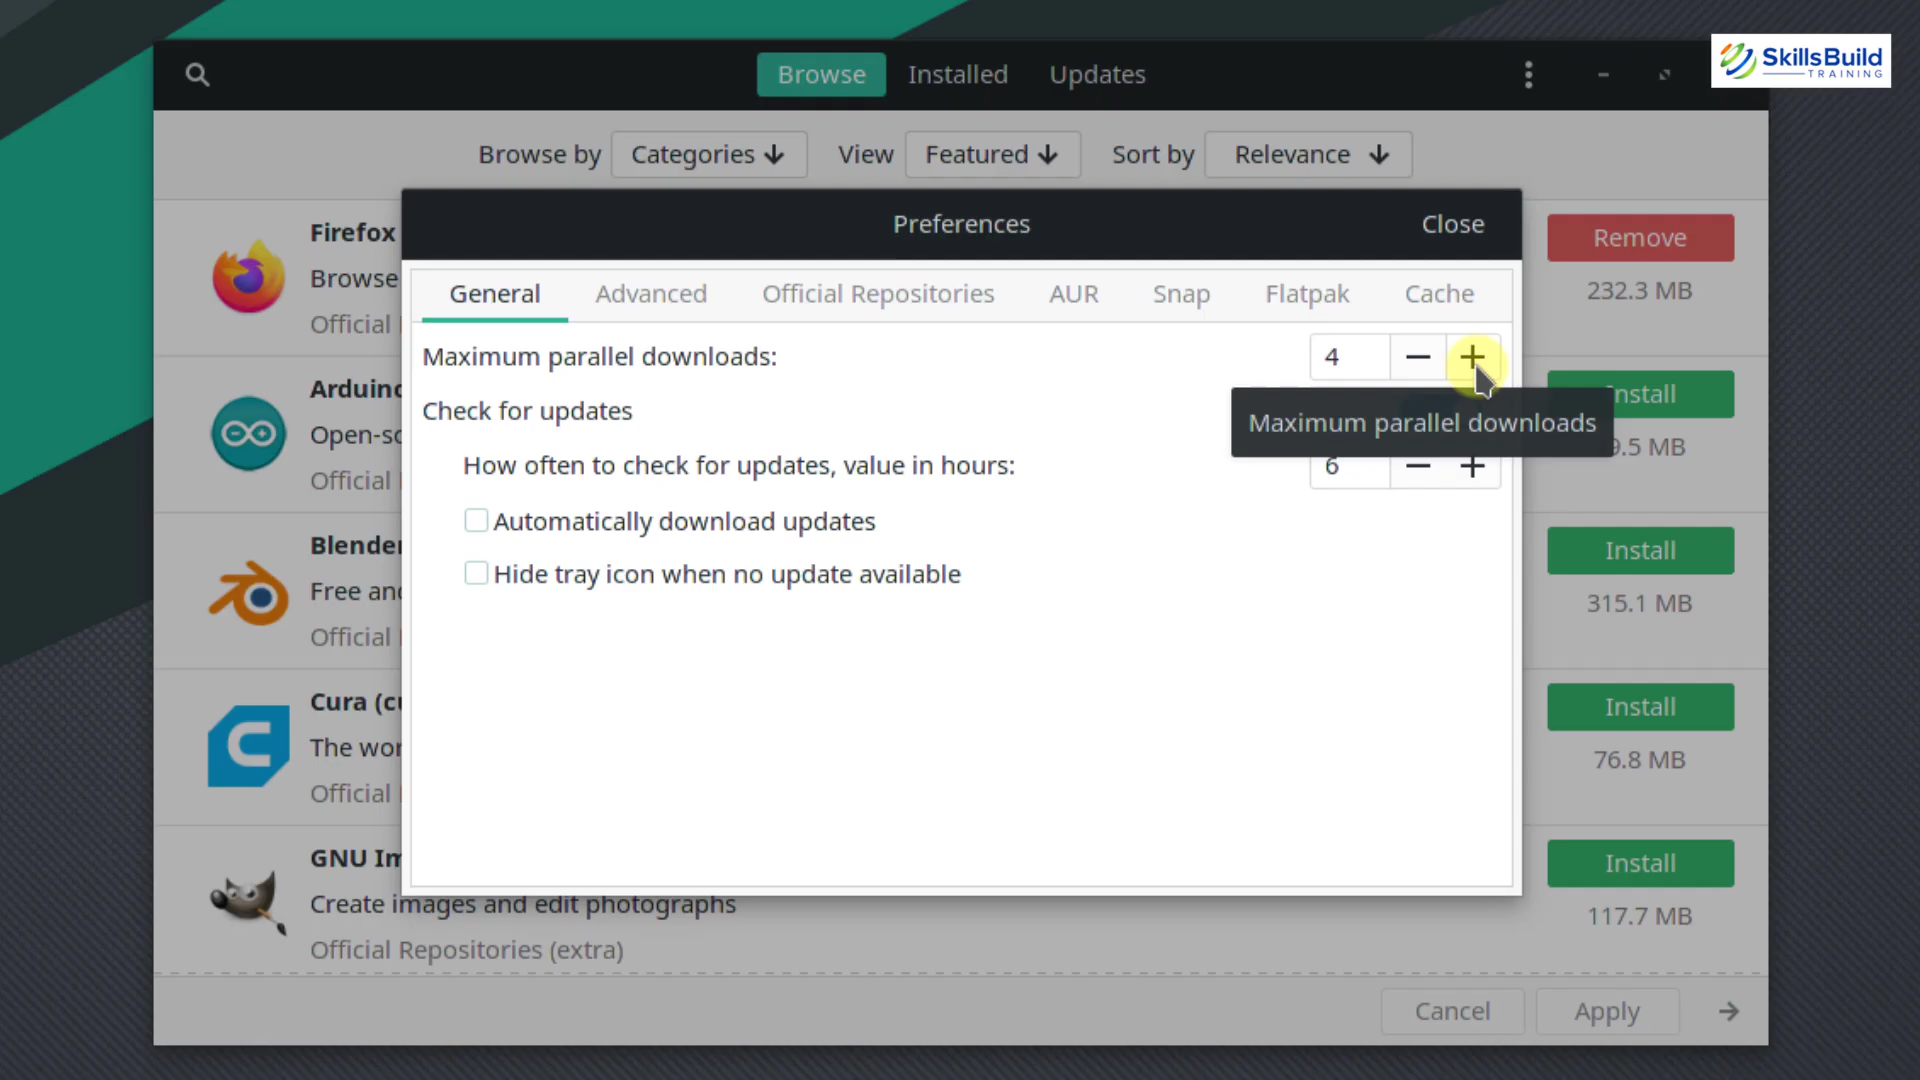 Browse Installed Updates
SkillsBuild
TRAINING
Browse by Categories View Featured Sort by Relevance
Preferences Close
Firefox
Browse
Official
Remove
232.3 MB
General Advanced Official Repositories AUR Snap Flatpak Cache
Maximum parallel downloads: 4
Maximum parallel downloads
Check for updates
How often to check for updates, value in hours: 6
Automatically download updates
Hide tray icon when no update available
Official
Install
315.1 MB
Official
Cura
Install
76.8 MB
Official
GNU
Create images and edit photographs
Official Repositories (extra)
Install
117.7 MB
Cancel Apply